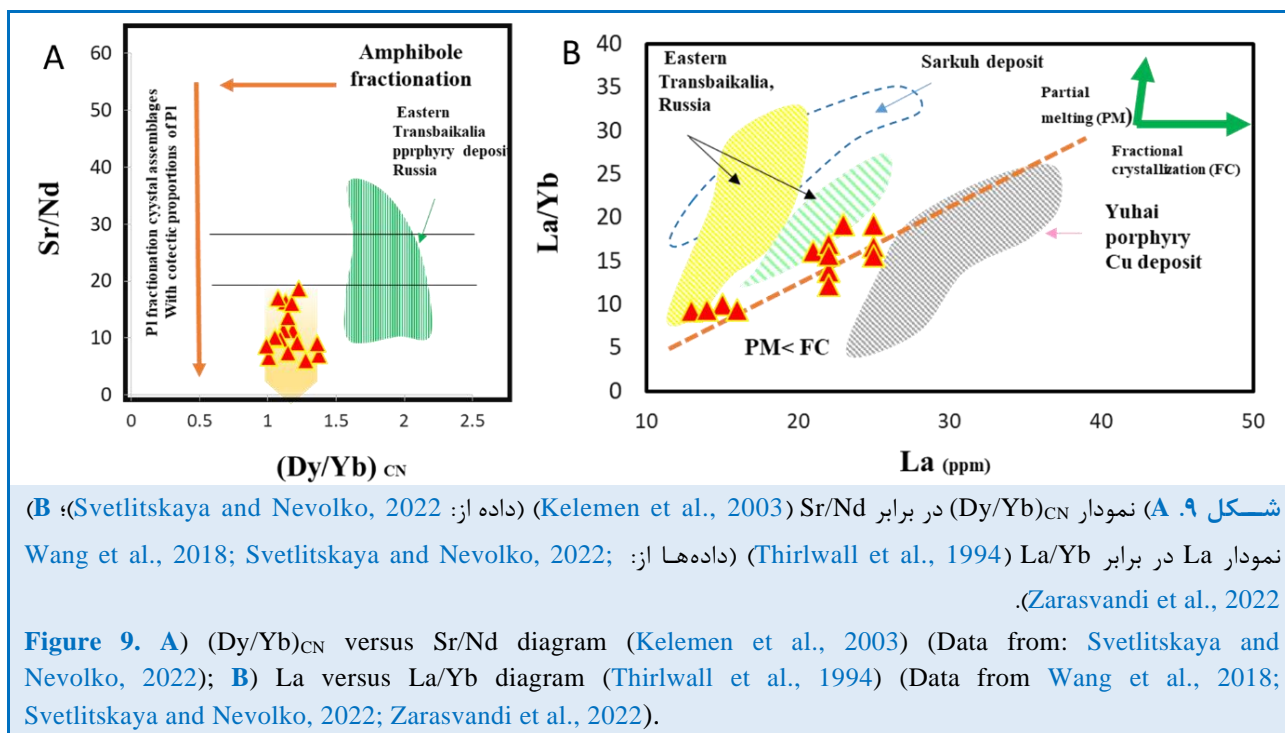 A
60
50
40
30
20
10
0
Sr/Nd
Pl fractionation crystal assemblages
With cotectic proportions of Pl
Amphibole
fractionation
Eastern
Transbaikalia
pprphyry deposit
Russia
0 0.5 1 1.5 2 2.5
(Dy/Yb) CN
B
40
35
30
25
20
15
10
5
0
La/Yb
Eastern
Transbaikalia,
Russia
Sarkuh deposit
Partial
melting (PM)
Fractional
crystallization (FC)
Yuhai
porphyry
Cu deposit
PM< FC
10 20 30 40 50
La (ppm)
شکل ۹. A) نمودار (Dy/Yb)CN در برابر Sr/Nd (Kelemen et al., 2003) (داده از: Svetlitskaya and Nevolko, 2022)؛ B)
نمودار La در برابر La/Yb (Thirlwall et al., 1994) (داده‌ها از: Wang et al., 2018; Svetlitskaya and Nevolko, 2022;
Zarasvandi et al., 2022).
Figure 9. A) (Dy/Yb)CN versus Sr/Nd diagram (Kelemen et al., 2003) (Data from: Svetlitskaya and
Nevolko, 2022); B) La versus La/Yb diagram (Thirlwall et al., 1994) (Data from Wang et al., 2018;
Svetlitskaya and Nevolko, 2022; Zarasvandi et al., 2022).